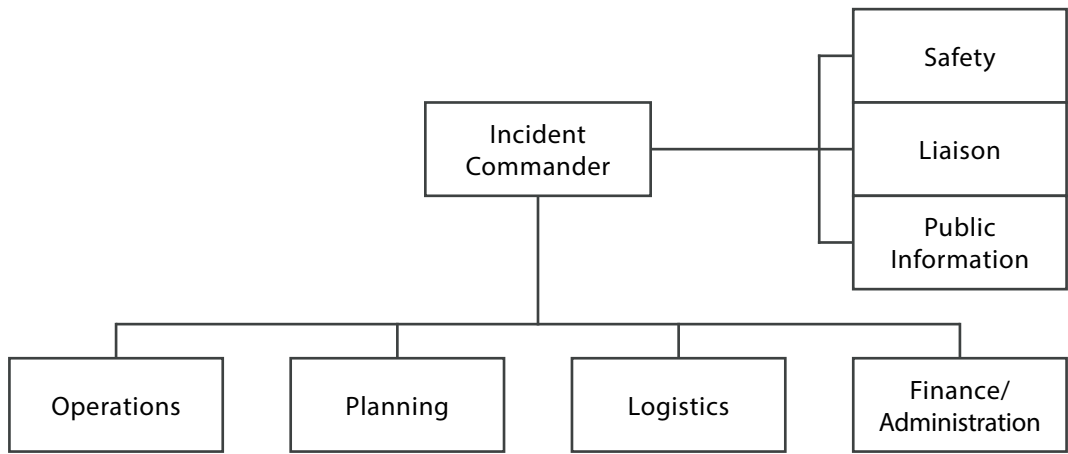 Safety
Incident
Commander
Liaison
Public
Information
Operations
Planning
Logistics
Finance/
Administration